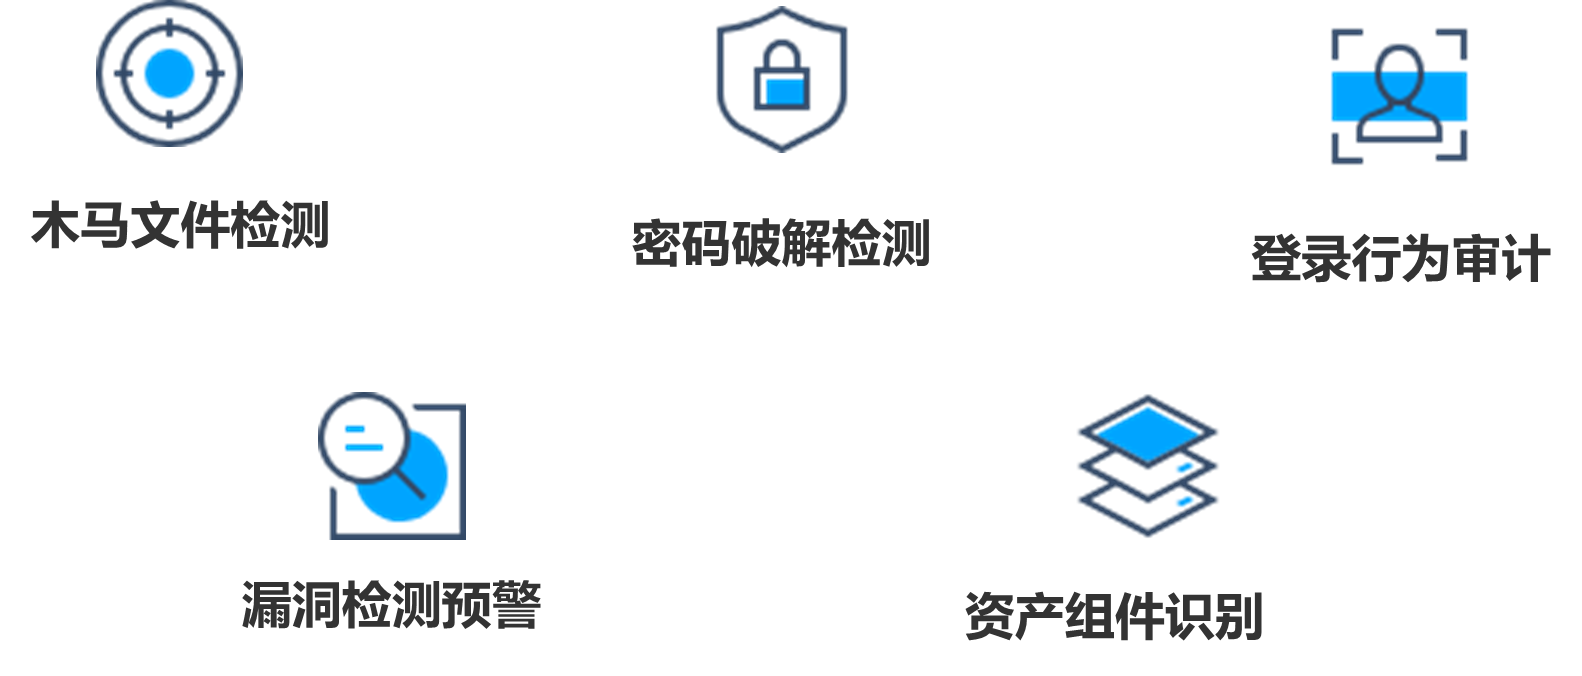 木马文件检测
密码破解检测
登录行为审计
漏洞检测预警
资产组件识别